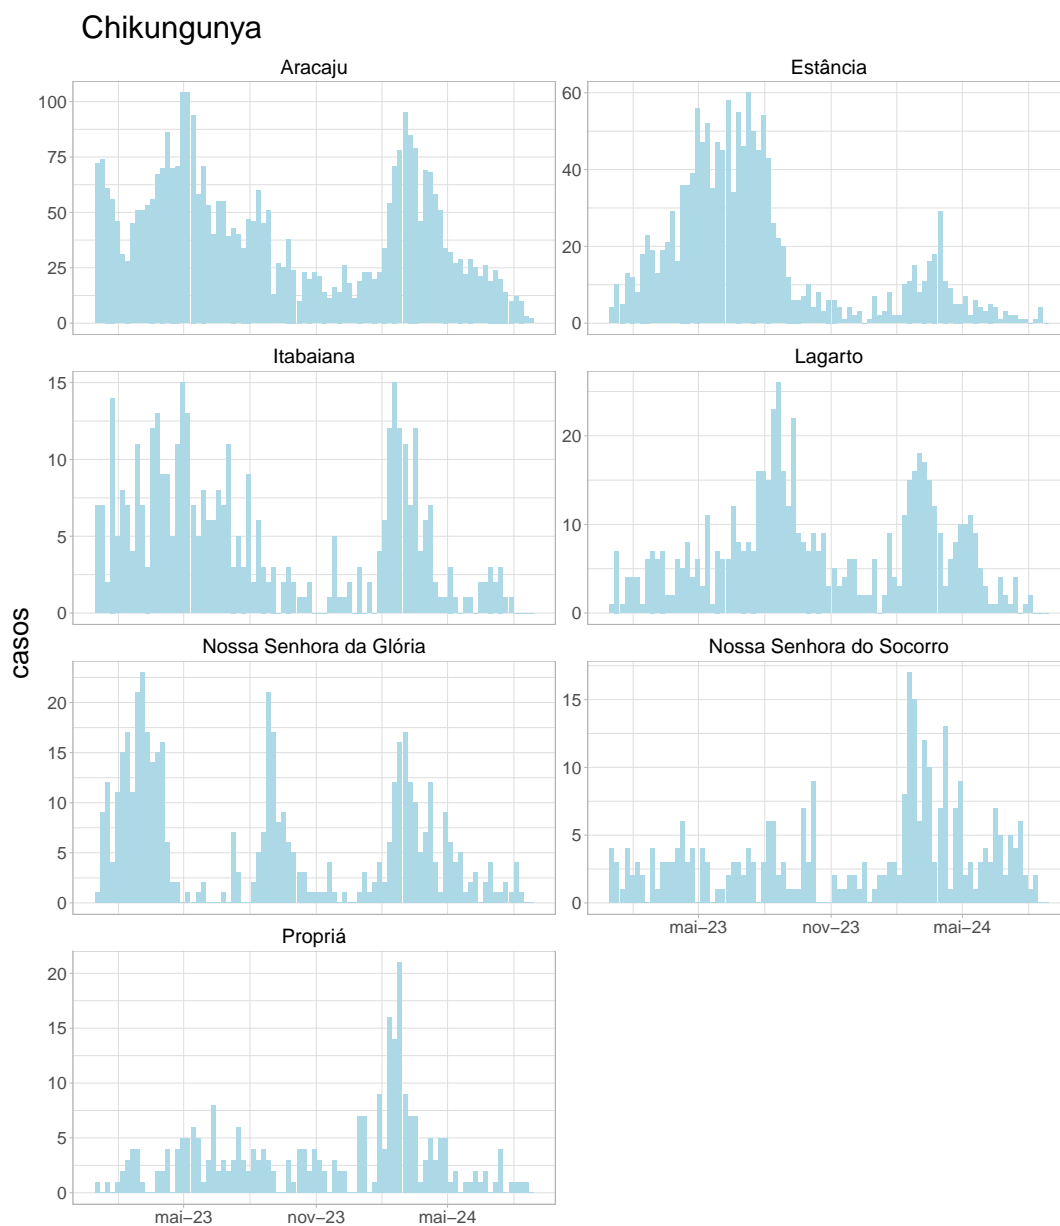 Chikungunya
Aracaju
Estância
100
75
50
25
0
60
40
20
0
Itabaiana
Lagarto
15
10
5
0
20
10
0
casos
Nossa Senhora da Glória
Nossa Senhora do Socorro
20
15
10
5
0
15
10
5
0
mai–23
nov–23
mai–24
Propriá
20
15
10
5
0
mai–23
nov–23
mai–24